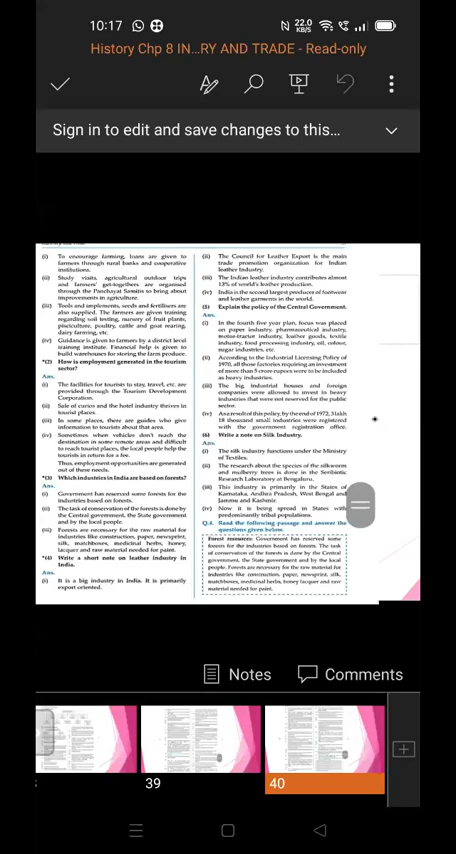 10:17
22.0
KB/S
History Chp 8 IN...RY AND TRADE - Read-only
Sign in to edit and save changes to this...
(i) To encourage farming, loans are given to
farmers through rural banks and cooperative
institutions.
(ii) Study visits, agricultural outdoor trips
and farmers' get-togethers are organised
through the Panchayat Samitis to bring about
improvements in agriculture.
(iii) Tools and implements, seeds and fertilisers are
also supplied. The farmers are given training
regarding soil testing, nursery of fruit plants,
pisciculture, poultry, cattle and goat rearing,
dairy farming, etc.
(iv) Guidance is given to farmers by a district level
training institute. Financial help is given to
build warehouses for storing the farm produce.
*(2) How is employment generated in the tourism
sector?
Ans.
(i) The facilities for tourists to stay, travel, etc. are
provided through the Tourism Development
Corporation.
(ii) Sale of curios and the hotel industry thrives in
tourist places.
(iii) In some places, there are guides who give
information to tourists about that area.
(iv) Sometimes when vehicles don't reach the
destination in some remote areas and difficult
to reach tourist places, the local people help the
tourists in return for a fee.
Thus, employment opportunities are generated
out of these needs.
*(3) Which industries in India are based on forests?
Ans.
(i) Government has reserved some forests for the
industries based on forests.
(ii) The task of conservation of the forests is done by
the Central government, the State government
and by the local people.
(iii) Forests are necessary for the raw material for
industries like construction, paper, newsprint,
silk, matchboxes, medicinal herbs, honey,
lacquer and raw material needed for paint.
*(4) Write a short note on leather industry in
India.
Ans.
(i) It is a big industry in India. It is primarily
export oriented.
(ii) The Council for Leather Export is the main
trade promotion organization for Indian
leather Industry.
(iii) The Indian leather industry contributes almost
13% of world's leather production.
(iv) India is the second largest producer of footwear
and leather garments in the world.
(5) Explain the policy of the Central Government.
Ans.
(i) In the fourth five year plan, focus was placed
on paper industry, pharmaceutical industry,
motor-tractor industry, leather goods, textile
industry, food processing industry, oil, colour,
sugar industries, etc.
(ii) According to the Industrial Licensing Policy of
1970, all those factories requiring an investment
of more than 5 crore rupees were to be included
as heavy industries.
(iii) The big industrial houses and foreign
companies were allowed to invest in heavy
industries that were not reserved for the public
sector.
(iv) As a result of this policy, by the end of 1972, 3 lakh
18 thousand small industries were registered
with the government registration office.
(6) Write a note on Silk Industry.
Ans.
(i) The silk industry functions under the Ministry
of Textiles.
(ii) The research about the species of the silkworm
and mulberry trees is done in the Seribiotic
Research Laboratory at Bengaluru.
(iii) This industry is primarily in the States of
Karnataka, Andhra Pradesh, West Bengal and
Jammu and Kashmir.
(iv) Now it is being spread in States with
predominantly tribal populations.
Q.4. Read the following passage and answer the
questions given below.
Forest resources: Government has reserved some
forests for the industries based on forests. The task
of conservation of the forests is done by the Central
government, the State government and by the local
people. Forests are necessary for the raw material for
industries like construction, paper, newsprint, silk,
matchboxes, medicinal herbs, honey lacquer and raw
material needed for paint.
Notes
Comments
39
40